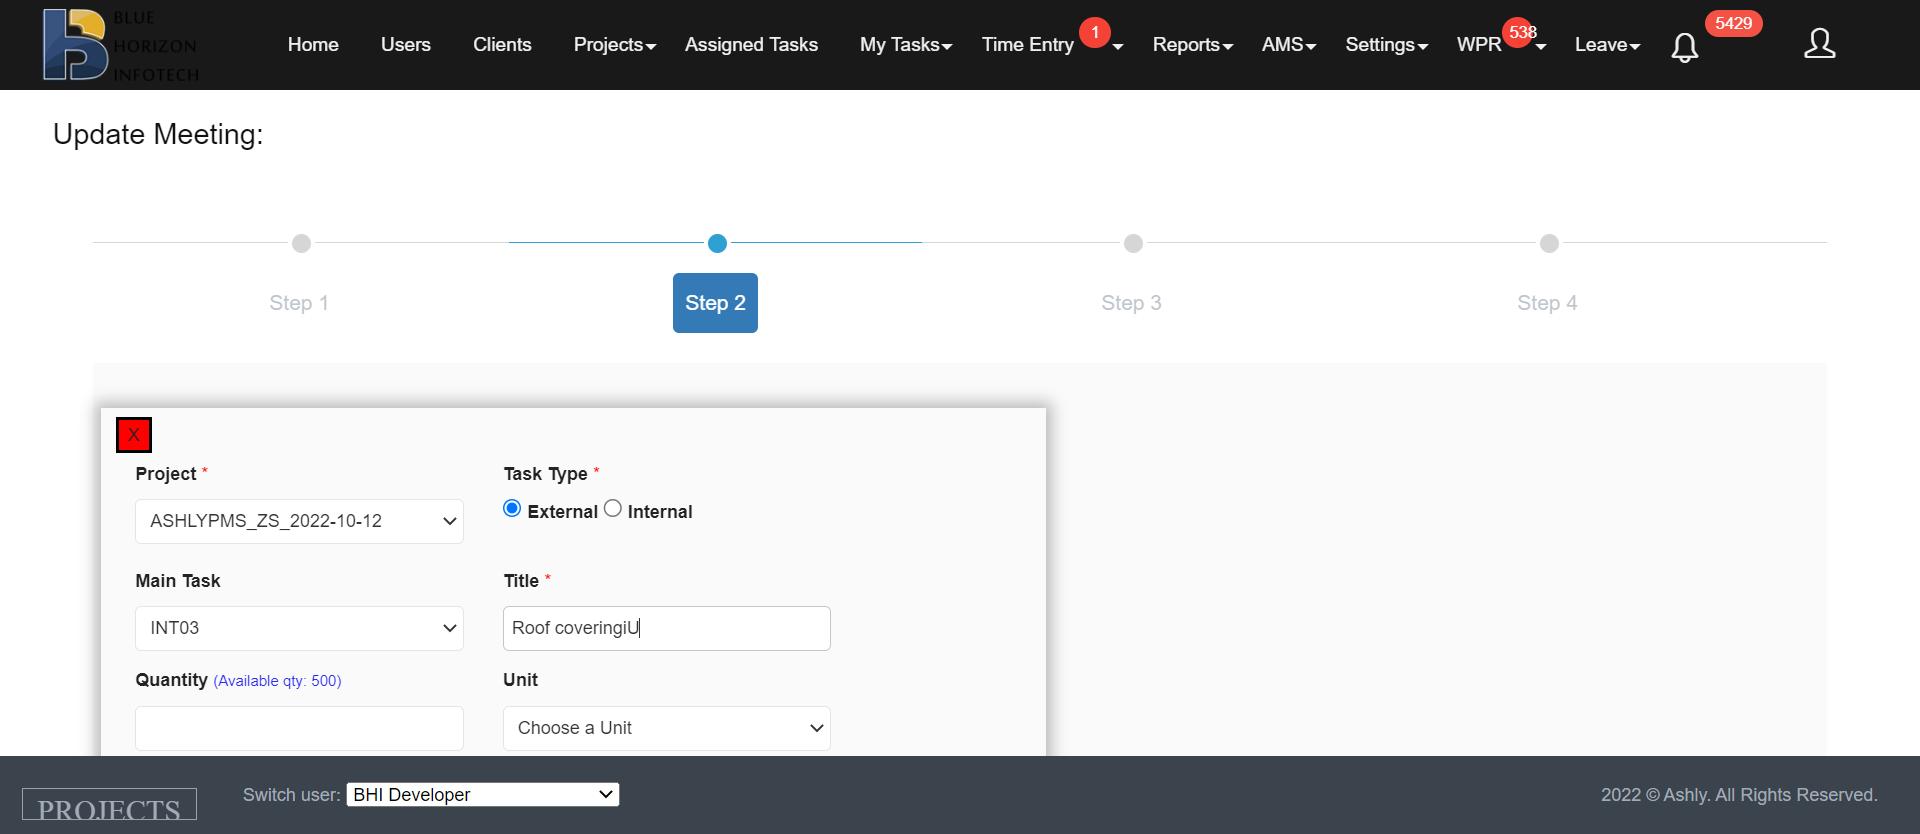 BLUE
HORIZON
INFOTECH
Home Users Clients Projects Assigned Tasks My Tasks Time Entry 1 Reports AMS Settings WPR 538 Leave 5429
Update Meeting:
Step 1 Step 2 Step 3 Step 4
X
Project * Task Type *
ASHLYPMS_ZS_2022-10-12 External Internal
Main Task Title *
INT03 Roof coveringiU
Quantity (Available qty: 500) Unit
Choose a Unit
PROJECTS Switch user: BHI Developer 2022 © Ashly. All Rights Reserved.